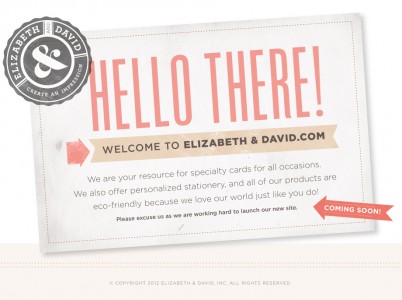 ELIZABETH & DAVID
CREATE AN IMPRESSION
HELLO THERE!
WELCOME TO ELIZABETH & DAVID.COM
We are your resource for specialty cards for all occasions.
We also offer personalized stationery, and all of our products are
eco-friendly because we love our world just like you do!
Please excuse us as we are working hard to launch our new site.
COMING SOON!
© COPYRIGHT 2012 ELIZABETH & DAVID, INC. ALL RIGHTS RESERVED